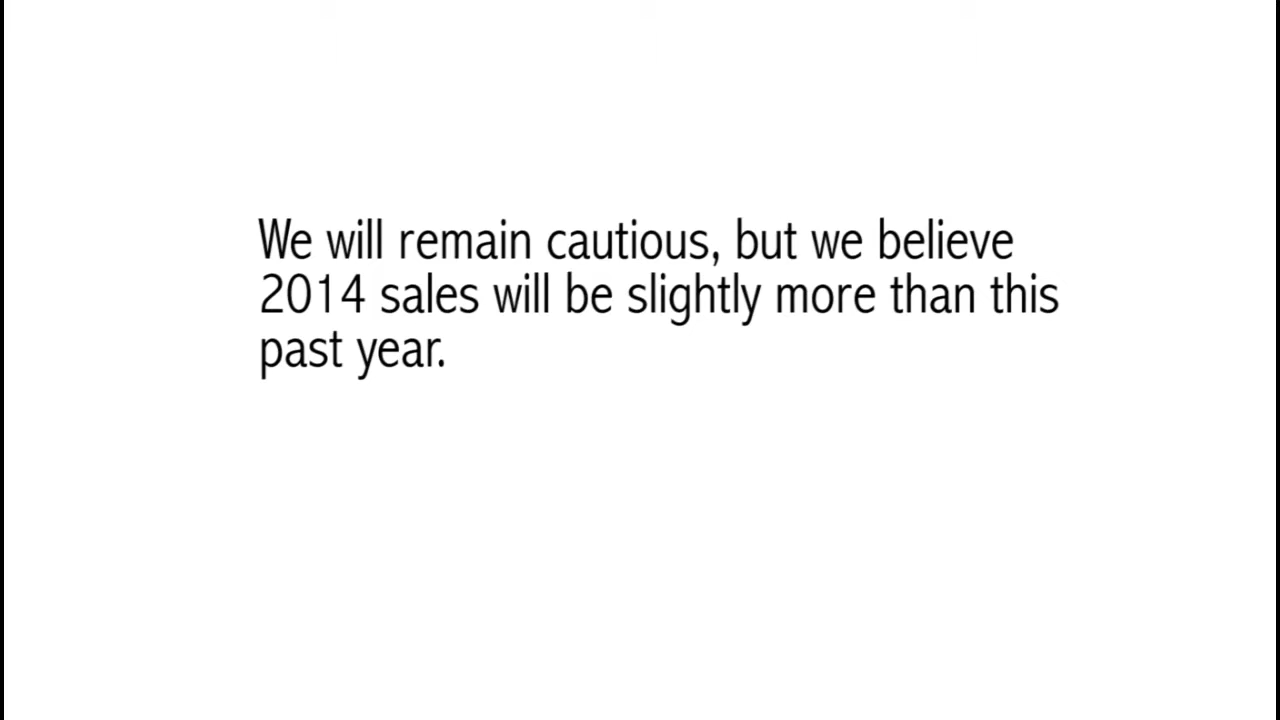 We will remain cautious, but we believe
2014 sales will be slightly more than this
past year.